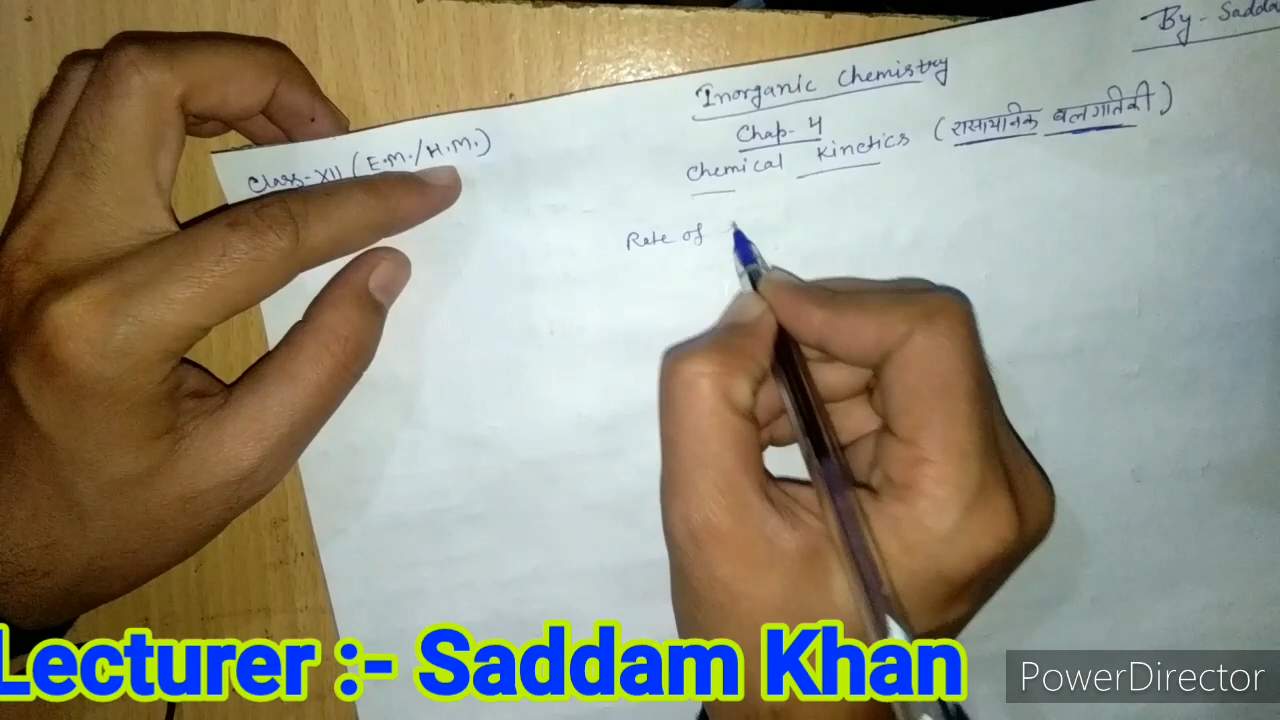 By - Sadda
Inorganic Chemistry
Chap- 4
Class-XII (E.M./H.M.)
Chemical Kinetics (रासायनिक बलगतिकी)
Rate of
Lecturer :- Saddam Khan
PowerDirector